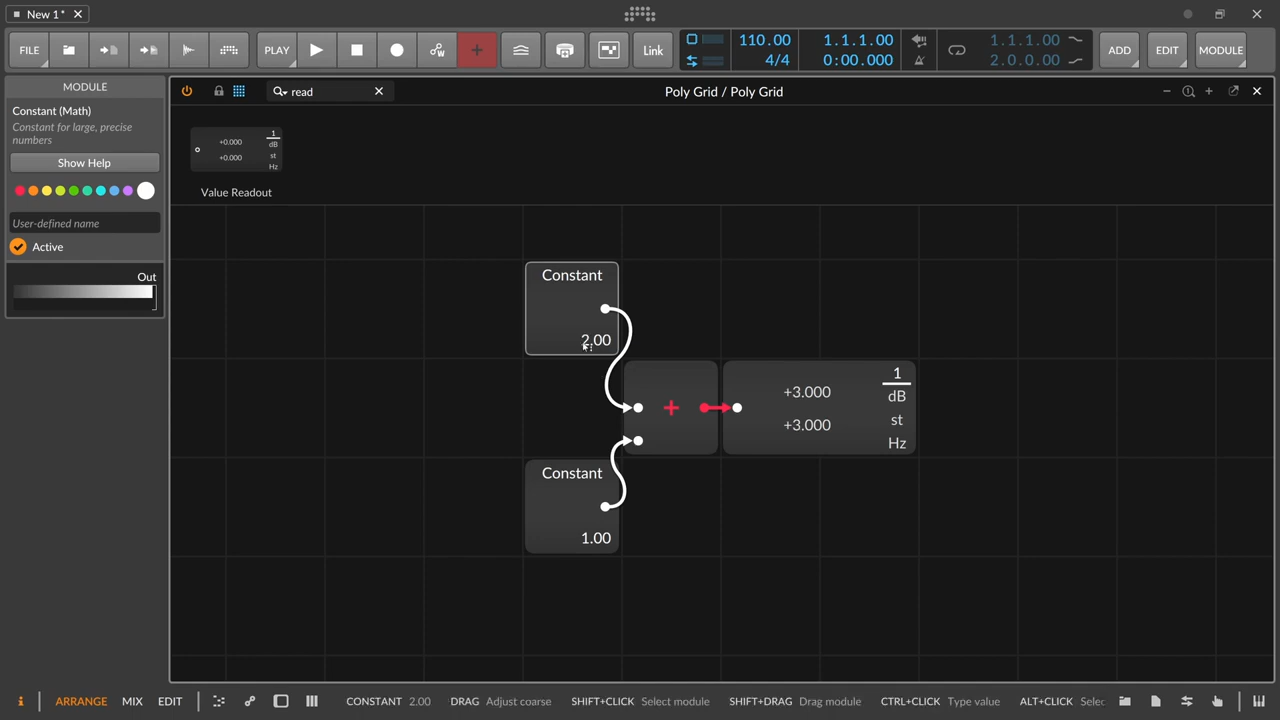 New 1*
FILE
PLAY
Link
110.00
4/4
1.1.1.00
0:00.000
1.1.1.00
2.0.0.00
ADD
EDIT
MODULE
MODULE
Constant (Math)
Constant for large, precise
numbers
Show Help
User-defined name
Active
Out
read
Poly Grid / Poly Grid
+0.000
+0.000
1
dB
st
Hz
Value Readout
Constant
2.00
+
+3.000
+3.000
1
dB
st
Hz
Constant
1.00
ARRANGE MIX EDIT CONSTANT 2.00 DRAG Adjust coarse SHIFT+CLICK Select module SHIFT+DRAG Drag module CTRL+CLICK Type value ALT+CLICK Selec